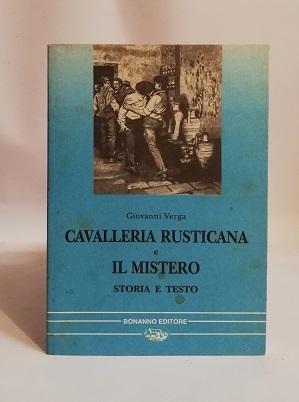 Giovanni Verga
CAVALLERIA RUSTICANA
e
IL MISTERO
STORIA E TESTO
BONANNO EDITORE